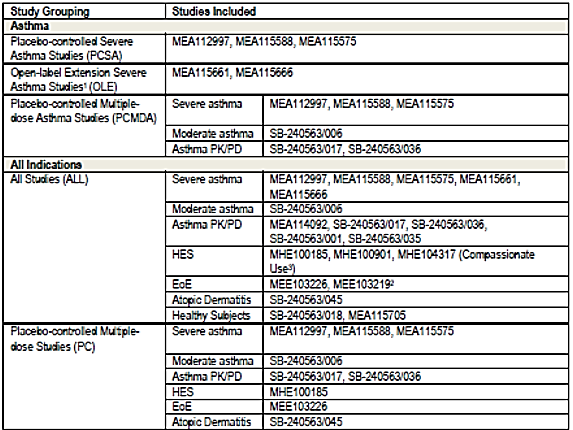 Study Grouping Studies Included
Asthma
Placebo-controlled Severe MEA112997, MEA115588, MEA115575
Asthma Studies (PCSA)
Open-label Extension Severe MEA115661, MEA115666
Asthma Studies¹ (OLE)
Placebo-controlled Multiple- Severe asthma MEA112997, MEA115588, MEA115575
dose Asthma Studies (PCMDA)
Moderate asthma SB-240563/006
Asthma PK/PD SB-240563/017, SB-240563/036
All Indications
All Studies (ALL) Severe asthma MEA112997, MEA115588, MEA115575, MEA115661,
MEA115666
Moderate asthma SB-240563/006
Asthma PK/PD MEA114092, SB-240563/017, SB-240563/036,
SB-240563/001, SB-240563/035
HES MHE100185, MHE100901, MHE104317 (Compassionate
Use³)
EoE MEE103226, MEE103219²
Atopic Dermatitis SB-240563/045
Healthy Subjects SB-240563/018, MEA115705
Placebo-controlled Multiple- Severe asthma MEA112997, MEA115588, MEA115575
dose Studies (PC)
Moderate asthma SB-240563/006
Asthma PK/PD SB-240563/017, SB-240563/036
HES MHE100185
EoE MEE103226
Atopic Dermatitis SB-240563/045